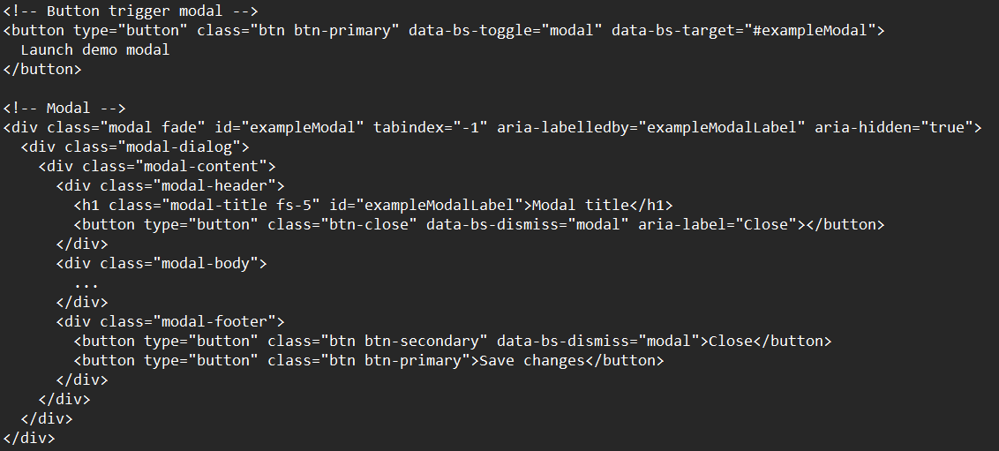 <!-- Button trigger modal -->
<button type="button" class="btn btn-primary" data-bs-toggle="modal" data-bs-target="#exampleModal">
  Launch demo modal
</button>

<!-- Modal -->
<div class="modal fade" id="exampleModal" tabindex="-1" aria-labelledby="exampleModalLabel" aria-hidden="true">
  <div class="modal-dialog">
    <div class="modal-content">
      <div class="modal-header">
        <h1 class="modal-title fs-5" id="exampleModalLabel">Modal title</h1>
        <button type="button" class="btn-close" data-bs-dismiss="modal" aria-label="Close"></button>
      </div>
      <div class="modal-body">
        ...
      </div>
      <div class="modal-footer">
        <button type="button" class="btn btn-secondary" data-bs-dismiss="modal">Close</button>
        <button type="button" class="btn btn-primary">Save changes</button>
      </div>
    </div>
  </div>
</div>